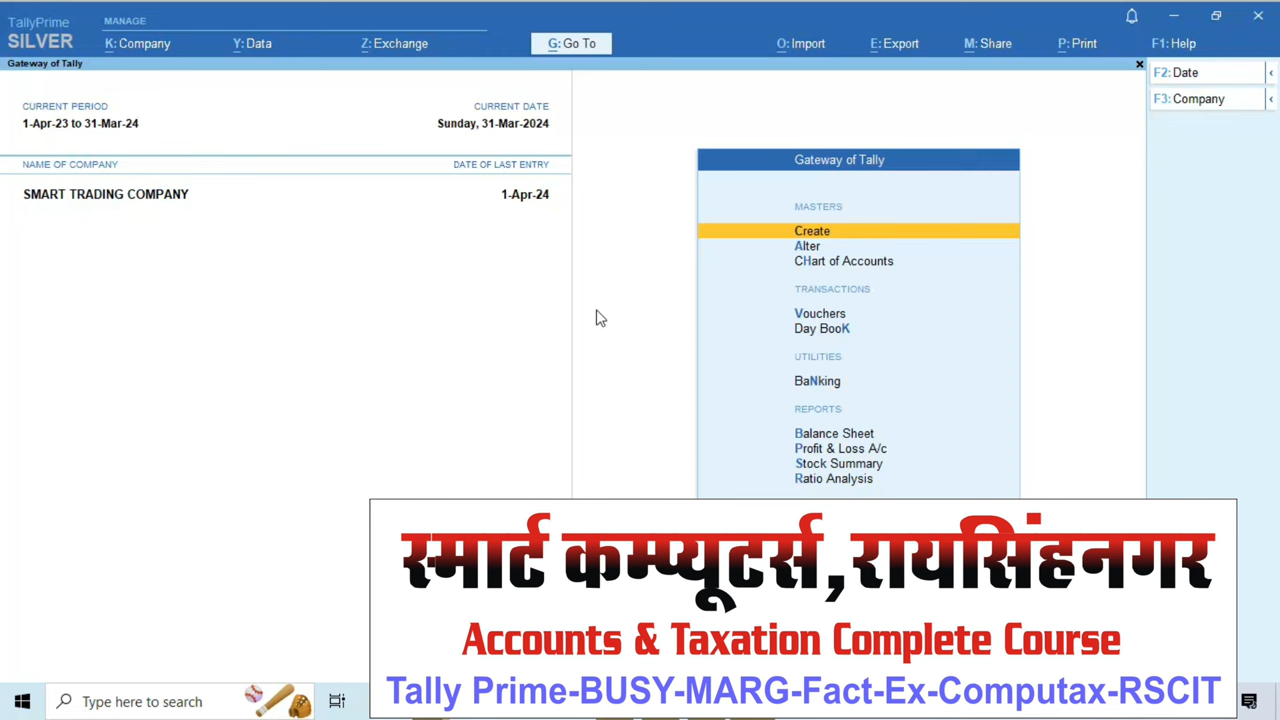 TallyPrime
SILVER
MANAGE
K: Company
Y: Data
Z: Exchange
G: Go To
O: Import
E: Export
M: Share
P: Print
F1: Help
Gateway of Tally
F2: Date
F3: Company
CURRENT PERIOD
CURRENT DATE
1-Apr-23 to 31-Mar-24
Sunday, 31-Mar-2024
NAME OF COMPANY
DATE OF LAST ENTRY
SMART TRADING COMPANY
1-Apr-24
Gateway of Tally
MASTERS
Create
Alter
CHart of Accounts
TRANSACTIONS
Vouchers
Day BooK
UTILITIES
BaNking
REPORTS
Balance Sheet
Profit & Loss A/c
Stock Summary
Ratio Analysis
स्मार्ट कम्प्यूटर्स,रायसिंहनगर
Accounts & Taxation Complete Course
Tally Prime-BUSY-MARG-Fact-Ex-Computax-RSCIT
Type here to search